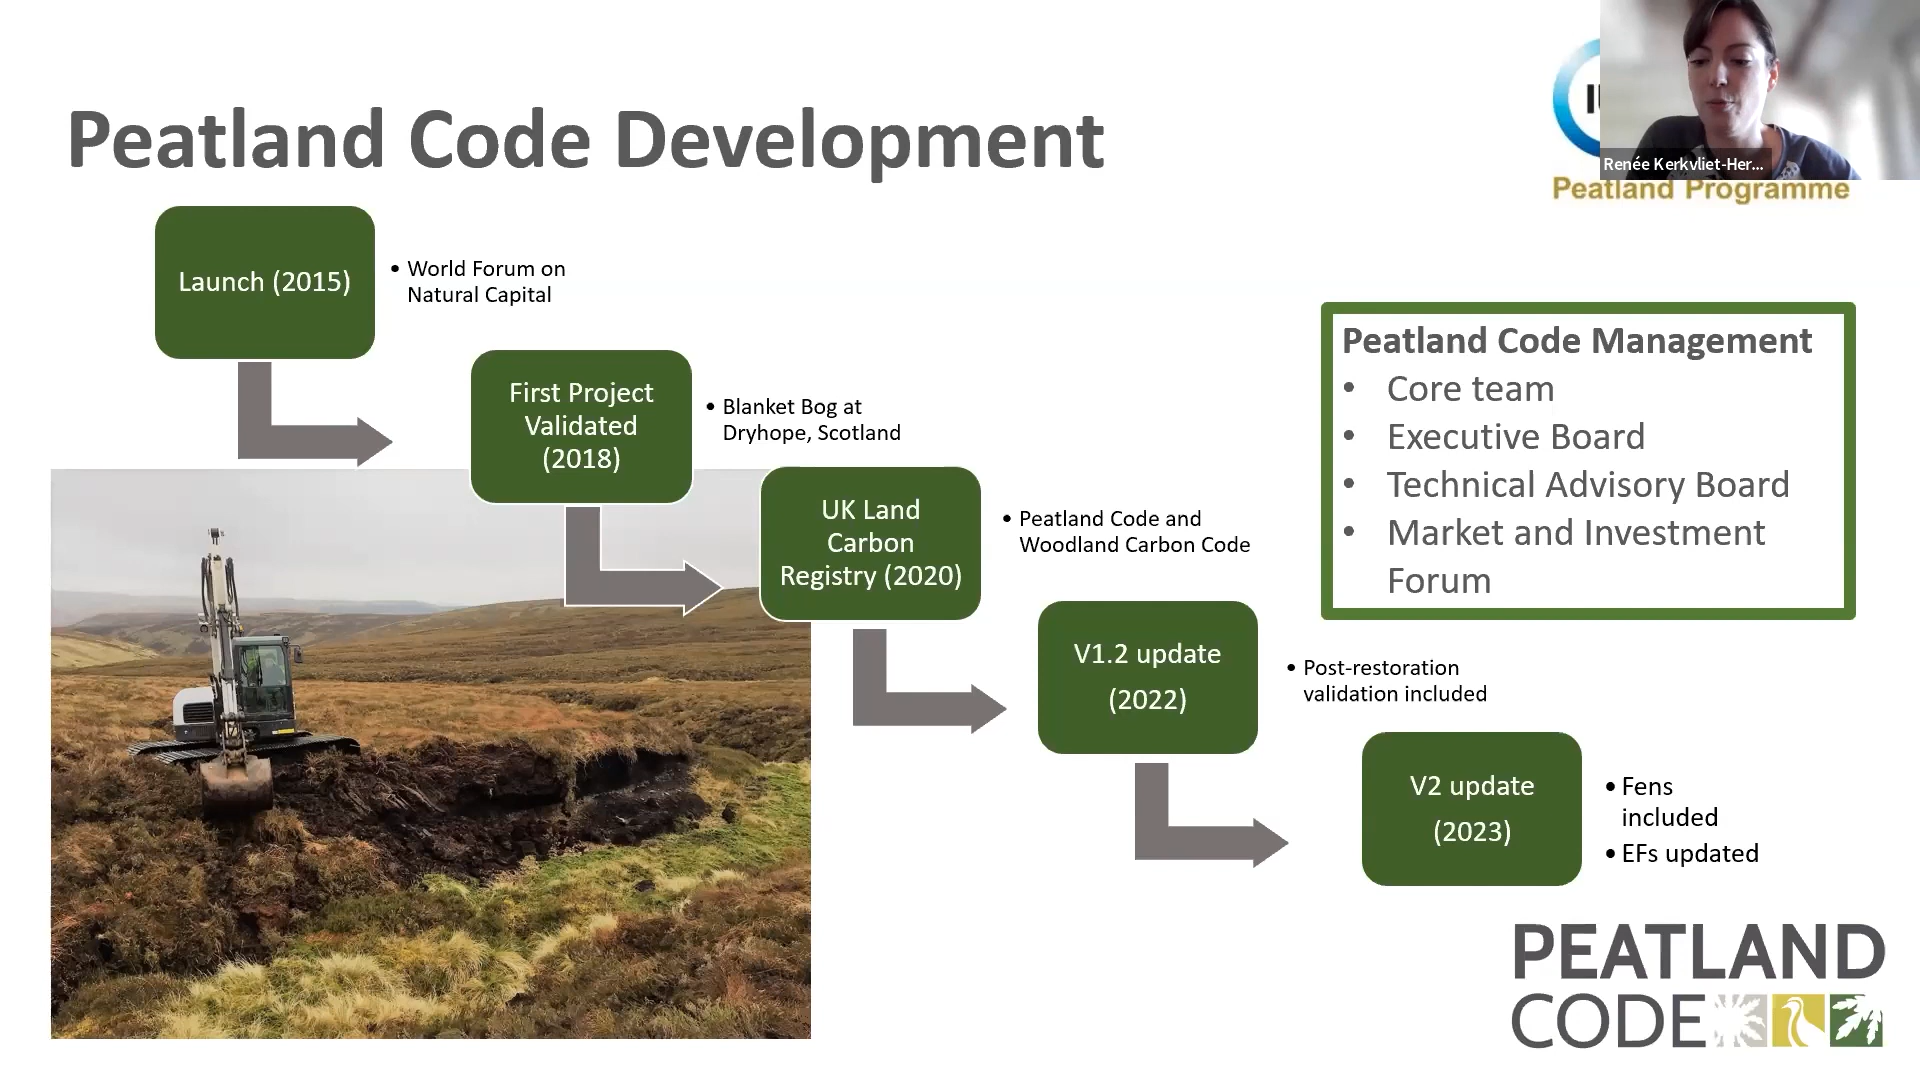 Peatland Code Development
Renée Kerkvliet-Her...
Peatland Programme
Launch (2015)
• World Forum on
Natural Capital
First Project
Validated
(2018)
• Blanket Bog at
Dryhope, Scotland
UK Land
Carbon
Registry (2020)
• Peatland Code and
Woodland Carbon Code
V1.2 update
(2022)
• Post-restoration
validation included
V2 update
(2023)
• Fens
included
• EFs updated
Peatland Code Management
• Core team
• Executive Board
• Technical Advisory Board
• Market and Investment
Forum
PEATLAND
CODE